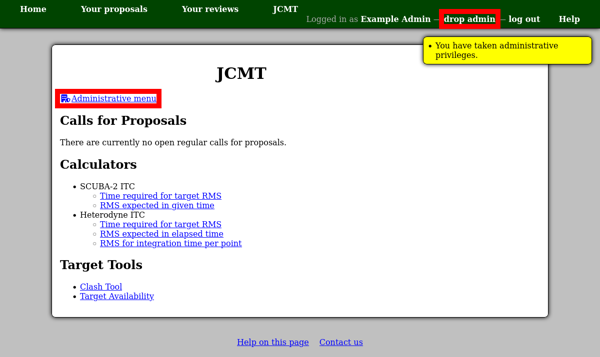 Home Your proposals Your reviews JCMT
Logged in as Example Admin — drop admin — log out Help
You have taken administrative
privileges.
JCMT
Administrative menu
Calls for Proposals
There are currently no open regular calls for proposals.
Calculators
SCUBA-2 ITC
Time required for target RMS
RMS expected in given time
Heterodyne ITC
Time required for target RMS
RMS expected in elapsed time
RMS for integration time per point
Target Tools
Clash Tool
Target Availability
Help on this page Contact us